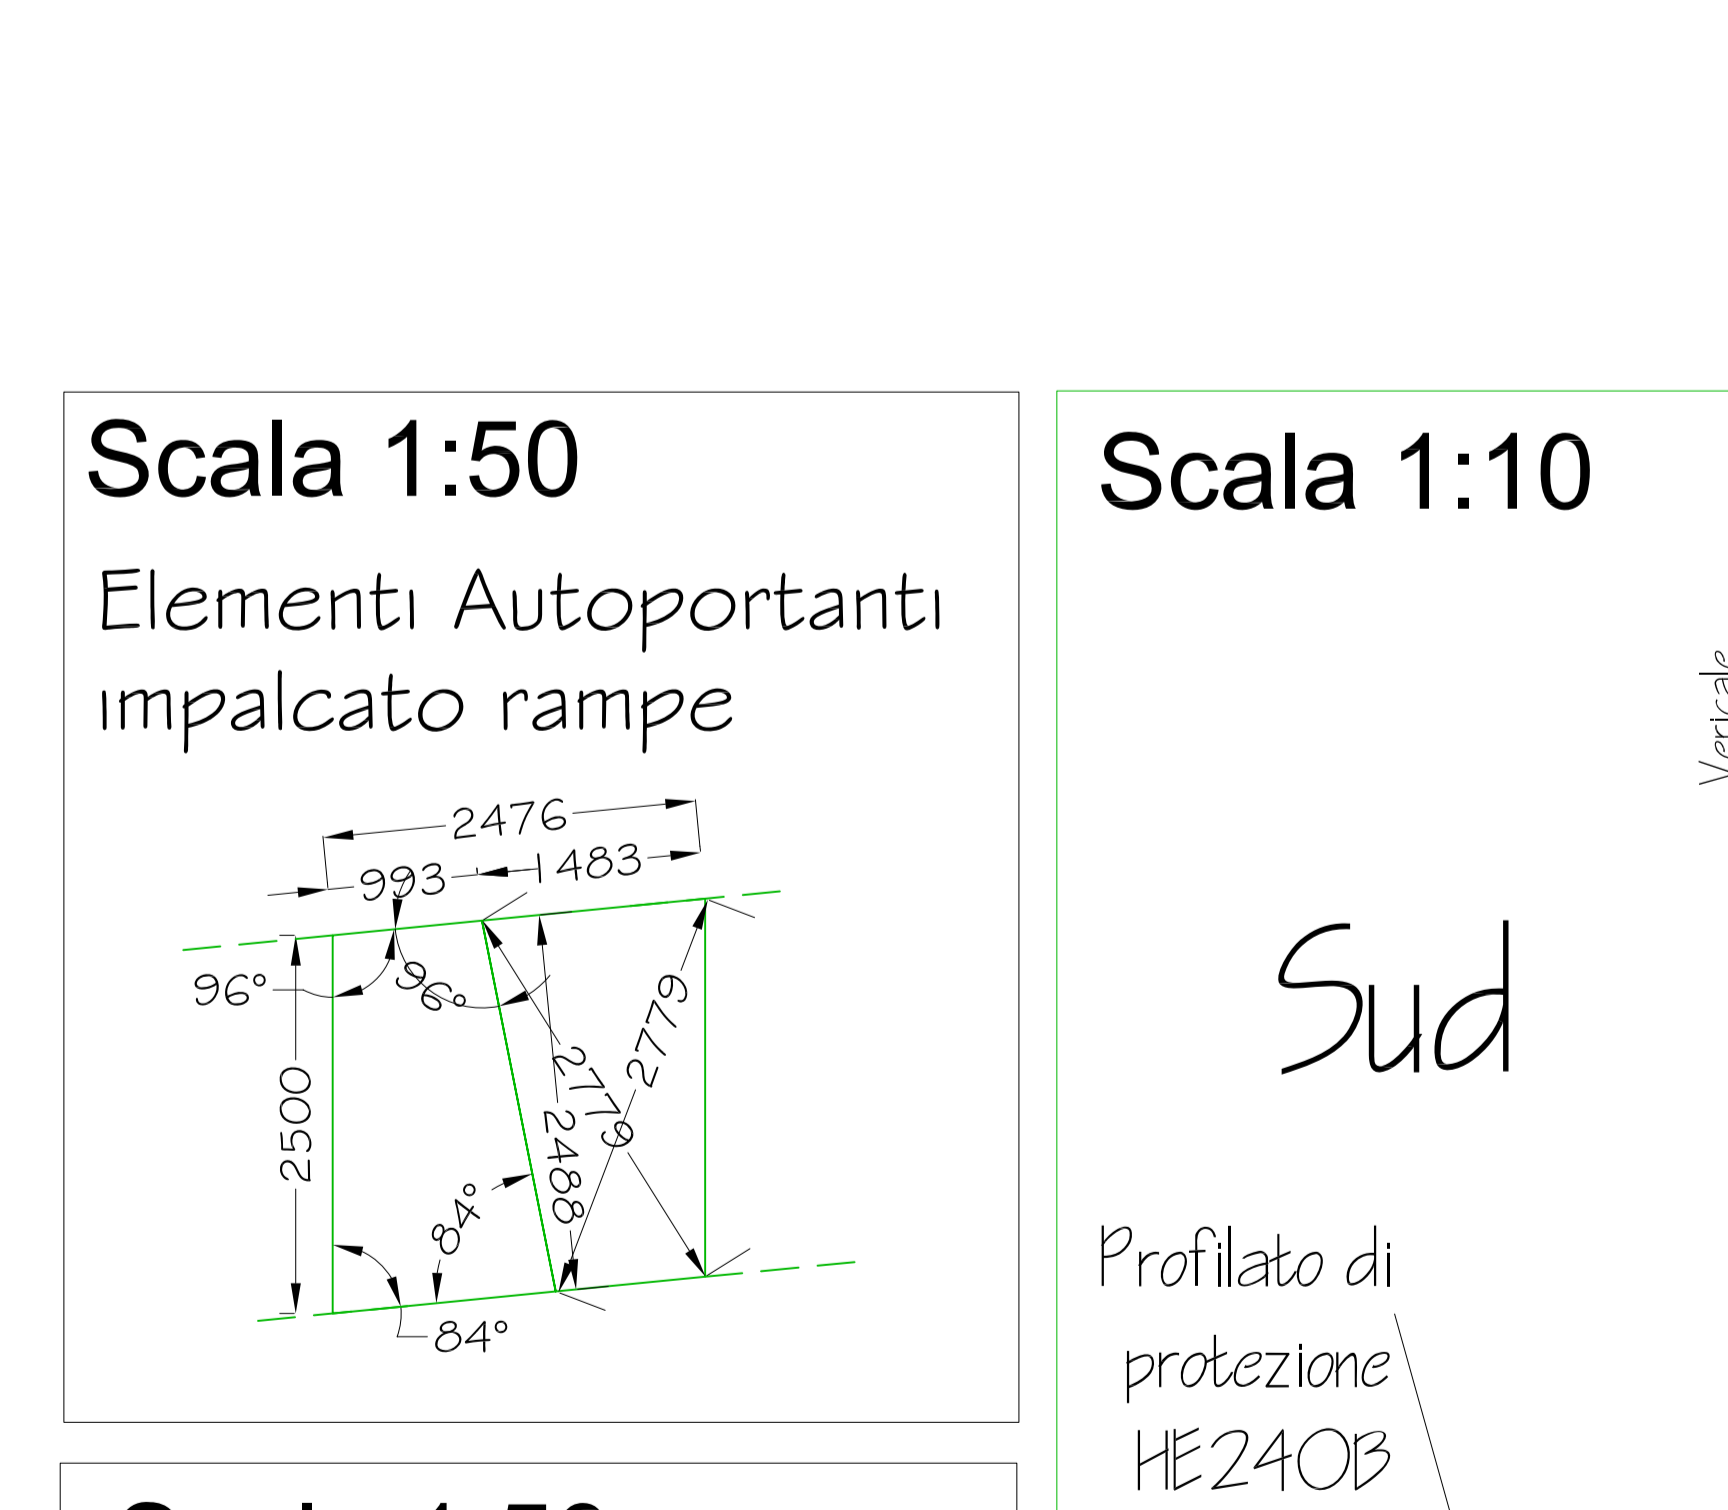 Scala 1:50
Elementi Autoportanti
impalcato rampe
2476
993
1483
96°
96°
2500
2779
2779
2488
84°
84°
Scala 1:10
Sud
Profilato di
protezione
HE240B